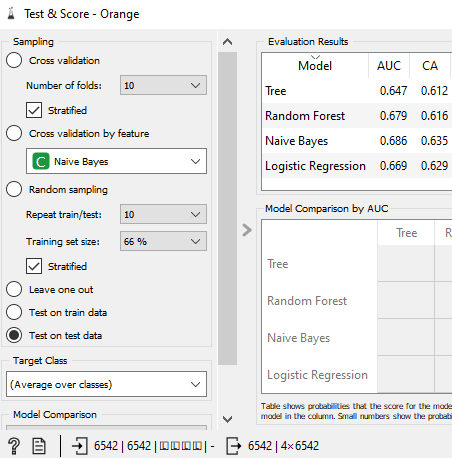 Test & Score - Orange
Sampling
Cross validation
Number of folds: 10
Stratified
Cross validation by feature
C Naive Bayes
Random sampling
Repeat train/test: 10
Training set size: 66 %
Stratified
Leave one out
Test on train data
Test on test data
Target Class
(Average over classes)
Model Comparison
Evaluation Results
Model AUC CA
Tree 0.647 0.612
Random Forest 0.679 0.616
Naive Bayes 0.686 0.635
Logistic Regression 0.669 0.629
Model Comparison by AUC
Tree R
Tree
Random Forest
Naive Bayes
Logistic Regression
Table shows probabilities that the score for the mode
model in the column. Small numbers show the probabi
? 6542 | 6542 | - 6542 | 4×6542